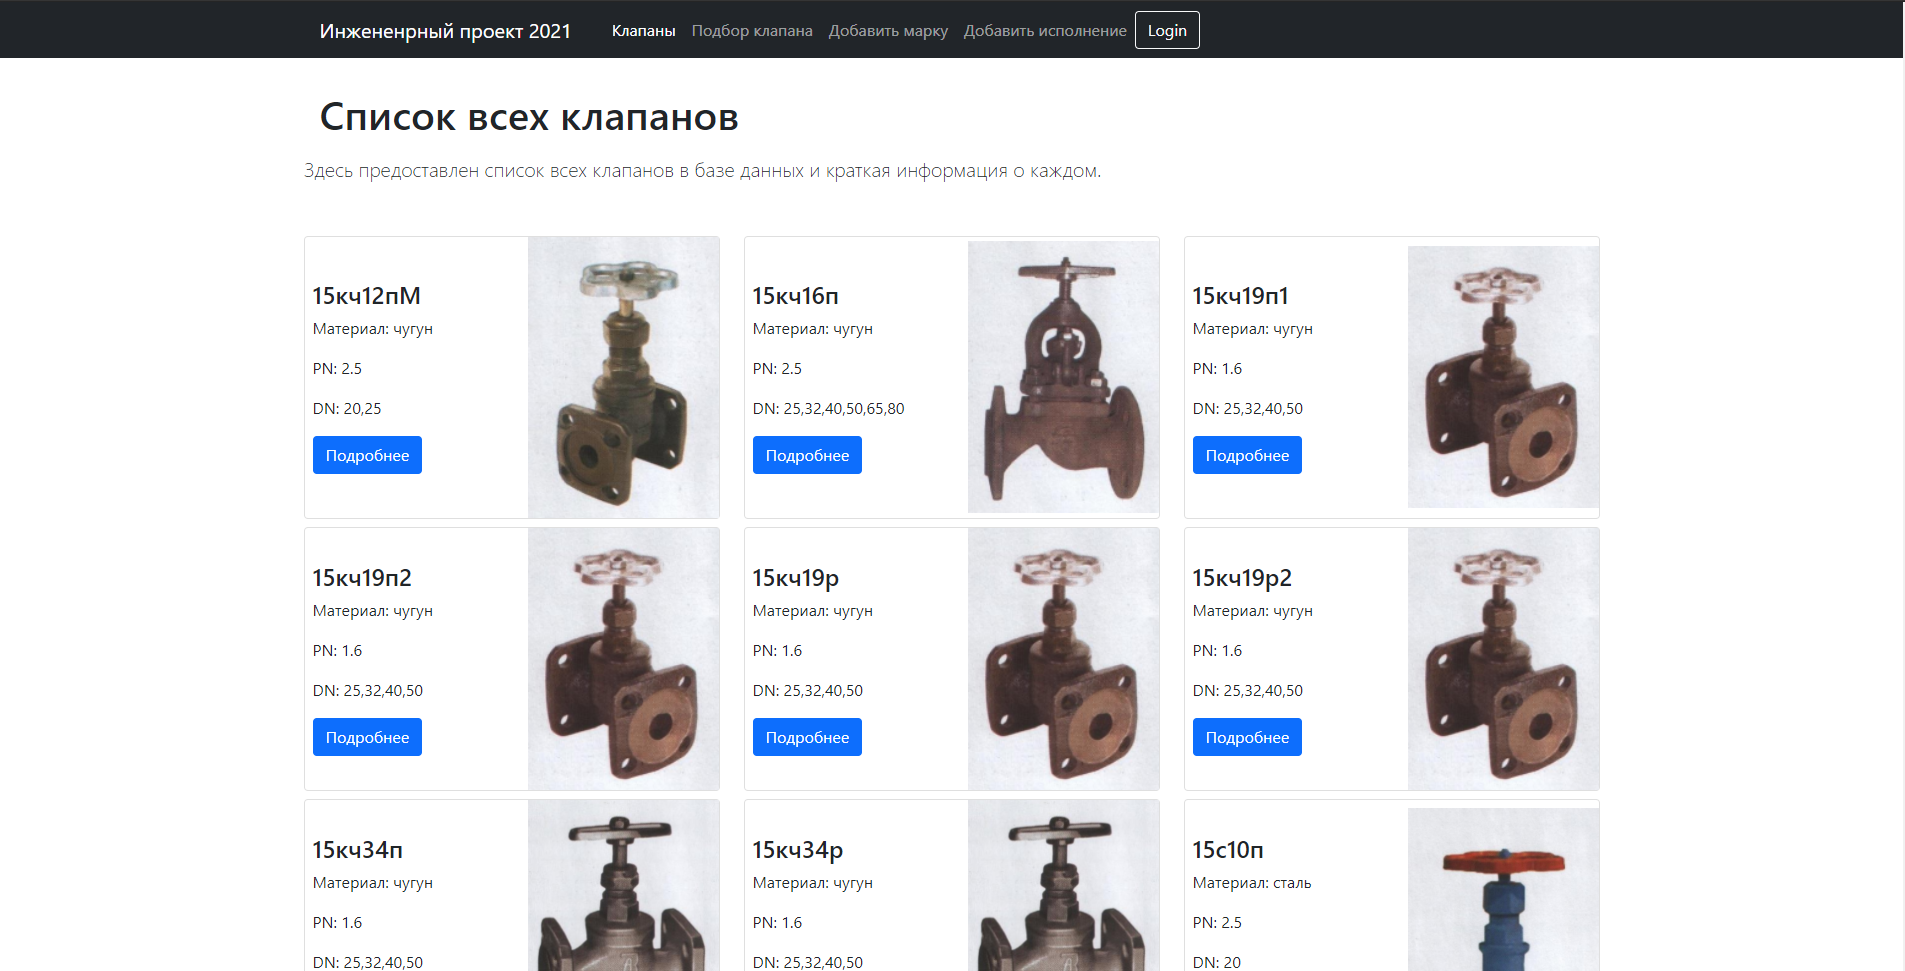 Инжененрный проект 2021 Клапаны Подбор клапана Добавить марку Добавить исполнение Login
Список всех клапанов
Здесь предоставлен список всех клапанов в базе данных и краткая информация о каждом.
15кч12пМ
Материал: чугун
PN: 2.5
DN: 20,25
Подробнее
15кч16п
Материал: чугун
PN: 2.5
DN: 25,32,40,50,65,80
Подробнее
15кч19п1
Материал: чугун
PN: 1.6
DN: 25,32,40,50
Подробнее
15кч19п2
Материал: чугун
PN: 1.6
DN: 25,32,40,50
Подробнее
15кч19р
Материал: чугун
PN: 1.6
DN: 25,32,40,50
Подробнее
15кч19р2
Материал: чугун
PN: 1.6
DN: 25,32,40,50
Подробнее
15кч34п
Материал: чугун
PN: 1.6
DN: 25,32,40,50
15кч34р
Материал: чугун
PN: 1.6
DN: 25,32,40,50
15с10п
Материал: сталь
PN: 2.5
DN: 20